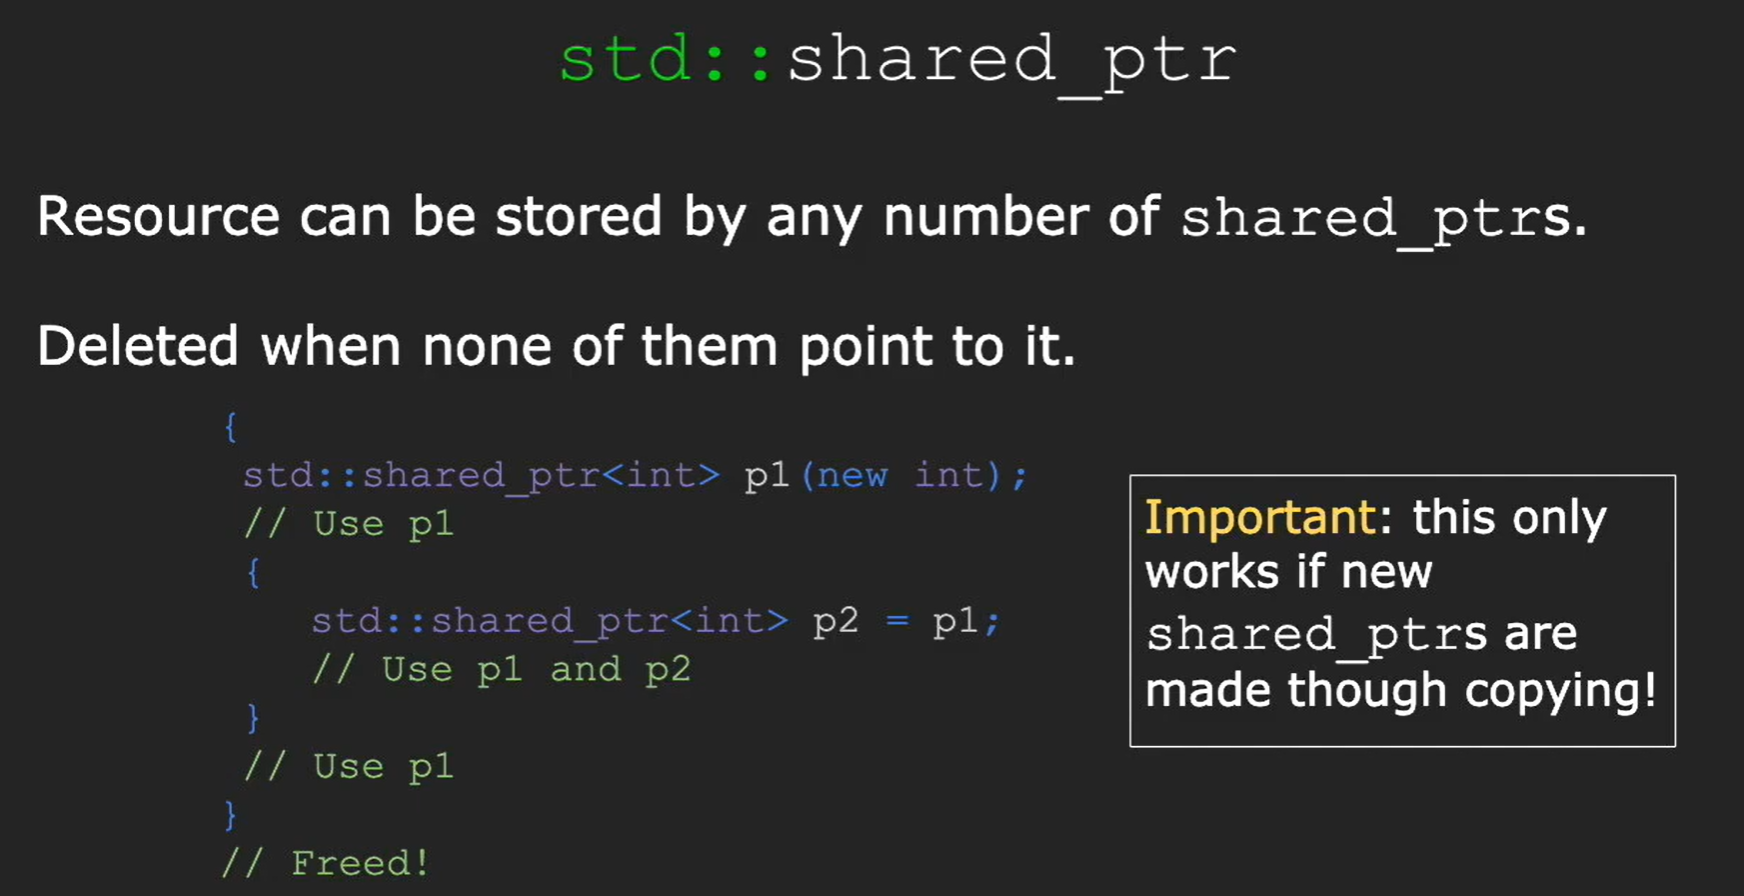 std::shared_ptr
Resource can be stored by any number of shared_ptrs.
Deleted when none of them point to it.
{
std::shared_ptr<int> p1(new int);
// Use p1
{
std::shared_ptr<int> p2 = p1;
// Use p1 and p2
}
// Use p1
}
// Freed!
Important: this only
works if new
shared_ptrs are
made though copying!